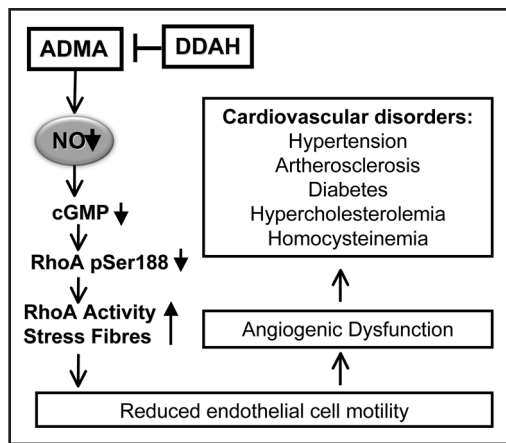 ADMA
DDAH
NO
cGMP
RhoA pSer188
RhoA Activity
Stress Fibres
Reduced endothelial cell motility
Angiogenic Dysfunction
Cardiovascular disorders:
Hypertension
Artherosclerosis
Diabetes
Hypercholesterolemia
Homocysteinemia